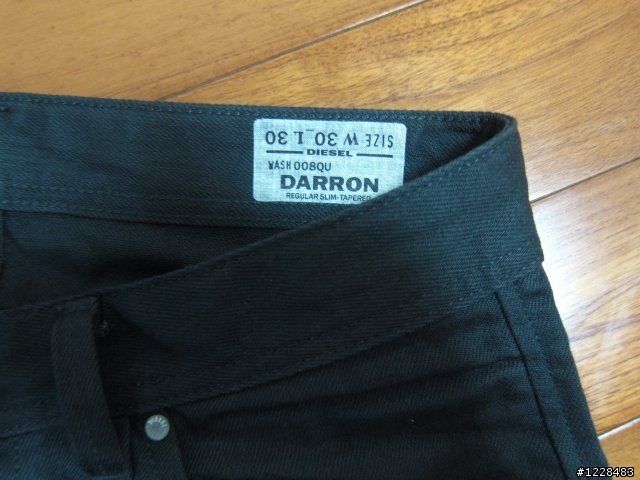 SIZE W 30 L 30
DIESEL
WASH 008QU
DARRON
REGULAR SLIM-TAPERED
#1228483